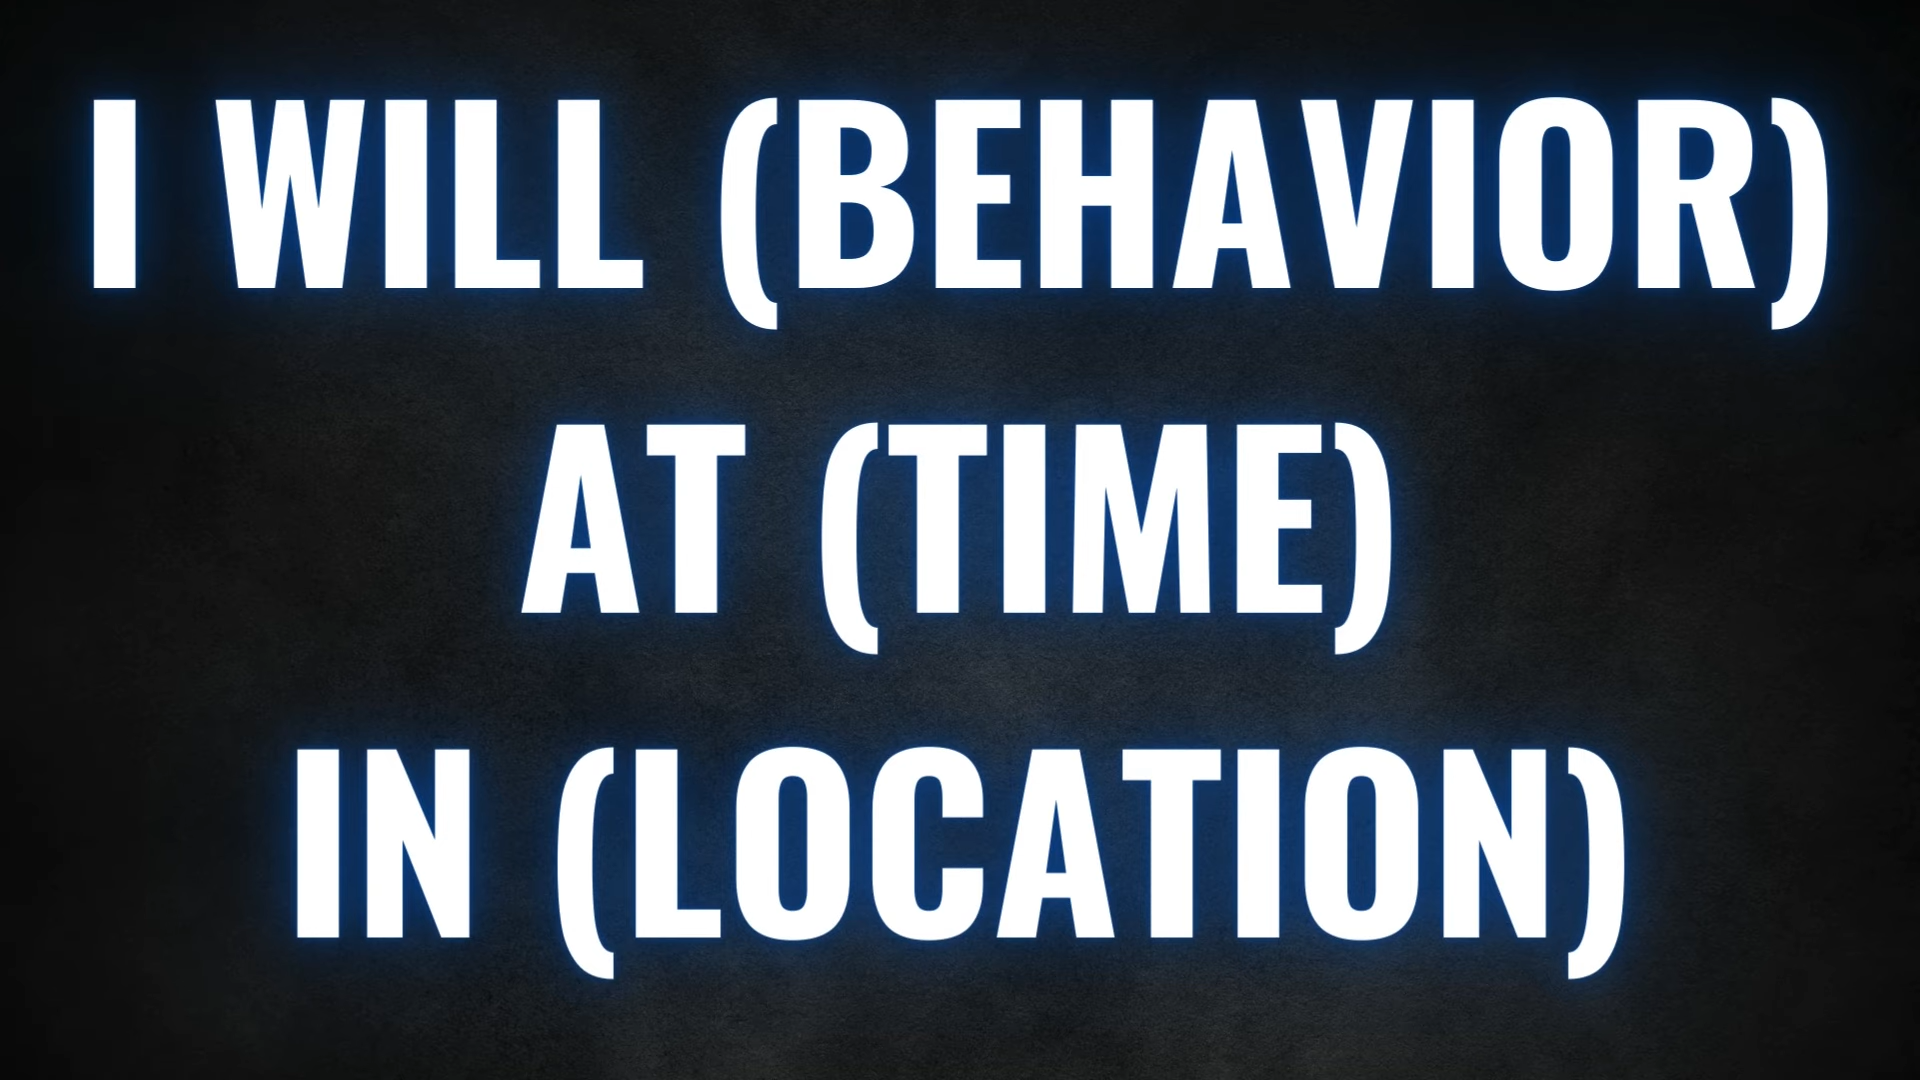 I WILL (BEHAVIOR)
AT (TIME)
IN (LOCATION)